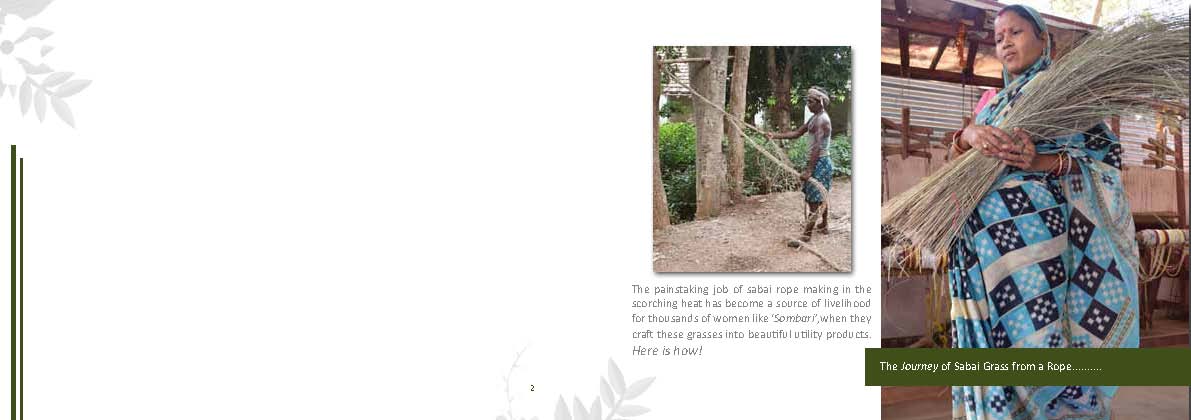 The painstaking job of sabai rope making in the
scorching heat has become a source of livelihood
for thousands of women like ‘Sombari’,when they
craft these grasses into beautiful utility products.
Here is how!
The Journey of Sabai Grass from a Rope..........
2